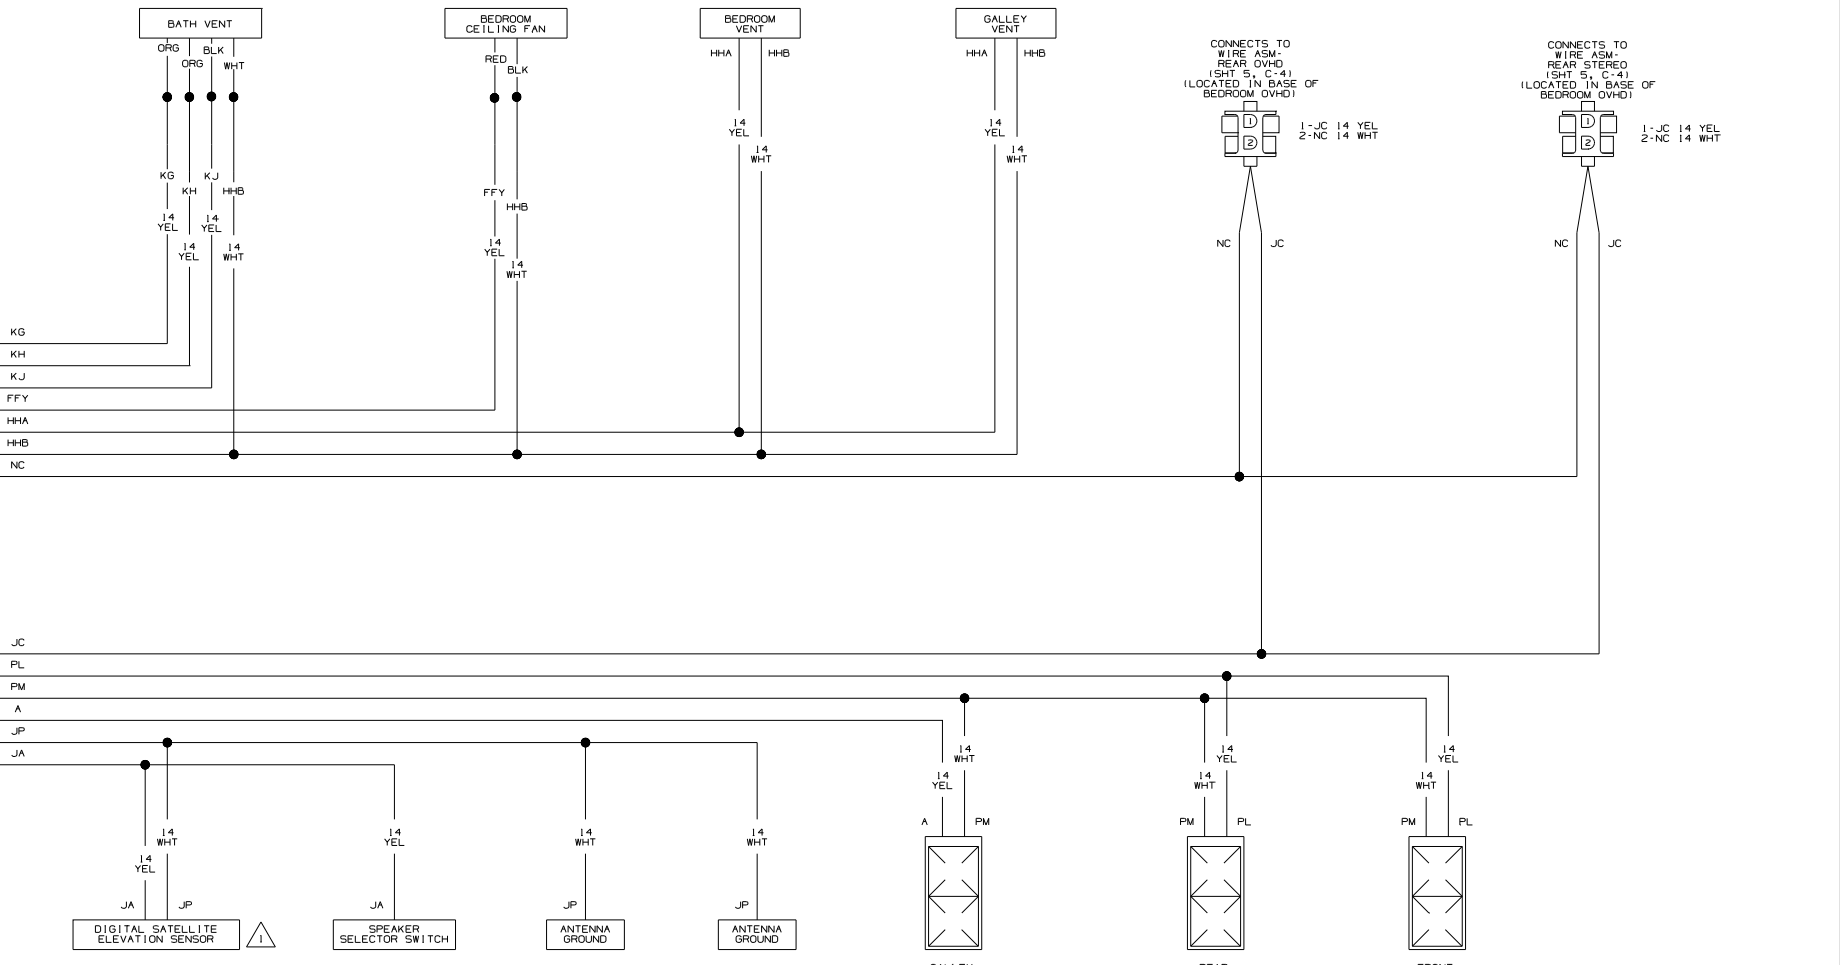 BATH VENT
ORG
ORG
BLK
WHT
KG
KH
KJ
HHB
14
YEL
14
YEL
14
YEL
14
WHT
BEDROOM
CEILING FAN
RED
BLK
FFY
HHB
14
YEL
14
WHT
BEDROOM
VENT
HHA
HHB
14
YEL
14
WHT
GALLEY
VENT
HHA
HHB
14
YEL
14
WHT
CONNECTS TO
WIRE ASM-
REAR OVHD
(SHT 5, C-4)
(LOCATED IN BASE OF
BEDROOM OVHD)
1
2
1-JC 14 YEL
2-NC 14 WHT
NC
JC
CONNECTS TO
WIRE ASM-
REAR STEREO
(SHT 5, C-4)
(LOCATED IN BASE OF
BEDROOM OVHD)
1
2
1-JC 14 YEL
2-NC 14 WHT
NC
JC
KG
KH
KJ
FFY
HHA
HHB
NC
JC
PL
PM
A
JP
JA
14
YEL
14
WHT
JA
JP
DIGITAL SATELLITE
ELEVATION SENSOR
1
14
YEL
JA
SPEAKER
SELECTOR SWITCH
14
WHT
JP
ANTENNA
GROUND
14
WHT
JP
ANTENNA
GROUND
14
YEL
14
WHT
A
PM
14
WHT
14
YEL
PM
PL
14
WHT
14
YEL
PM
PL